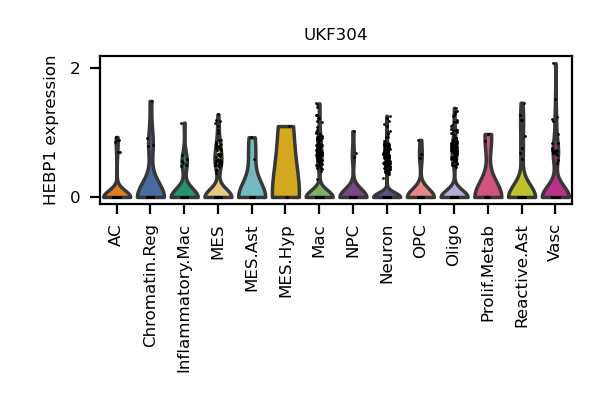 UKF304
HEBP1 expression
2
0
AC
Chromatin.Reg
Inflammatory.Mac
MES
MES.Ast
MES.Hyp
Mac
NPC
Neuron
OPC
Oligo
Prolif.Metab
Reactive.Ast
Vasc